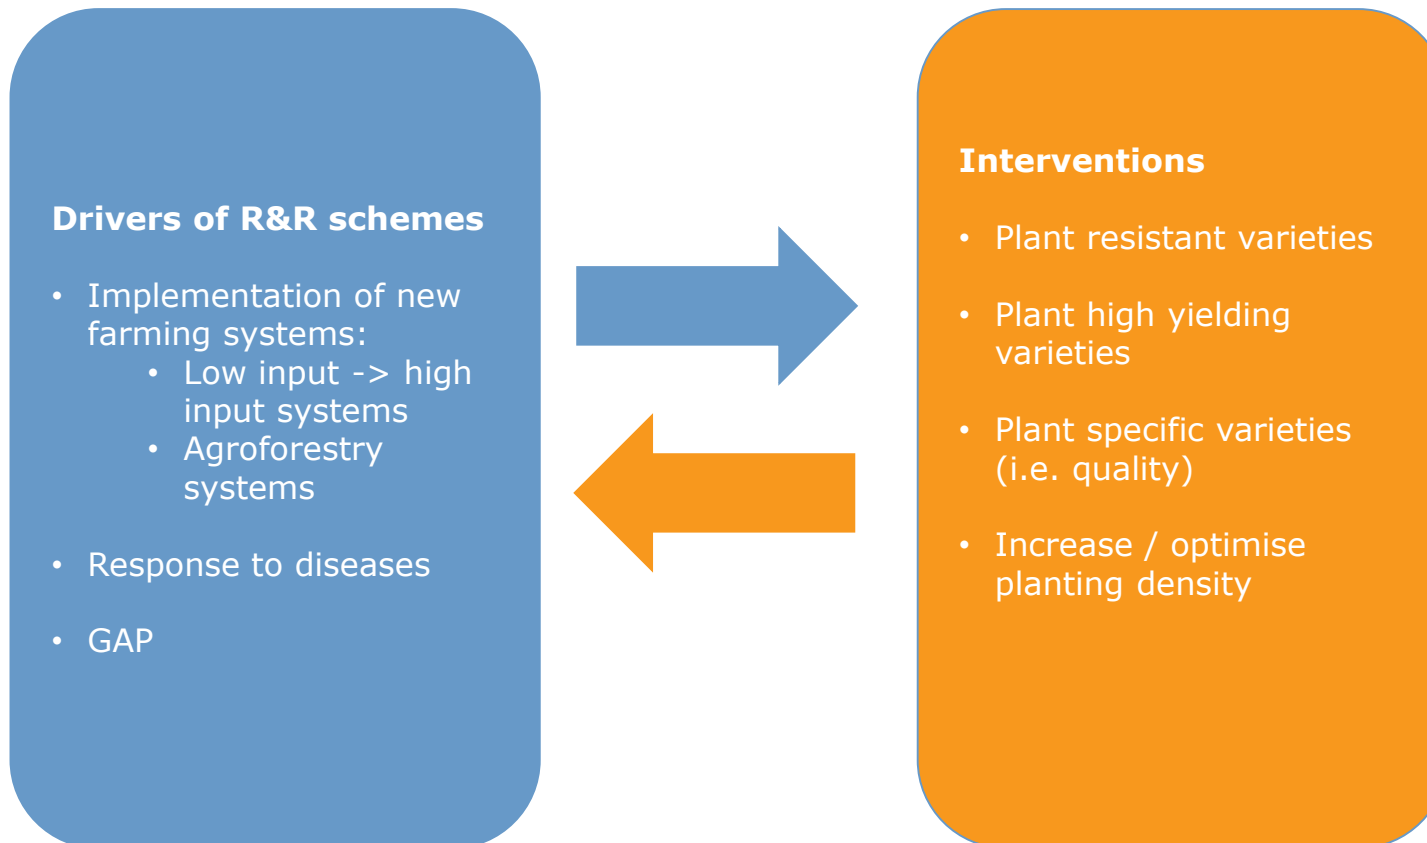 Drivers of R&R schemes
• Implementation of new
farming systems:
• Low input -> high
input systems
• Agroforestry
systems
• Response to diseases
• GAP
Interventions
• Plant resistant varieties
• Plant high yielding
varieties
• Plant specific varieties
(i.e. quality)
• Increase / optimise
planting density